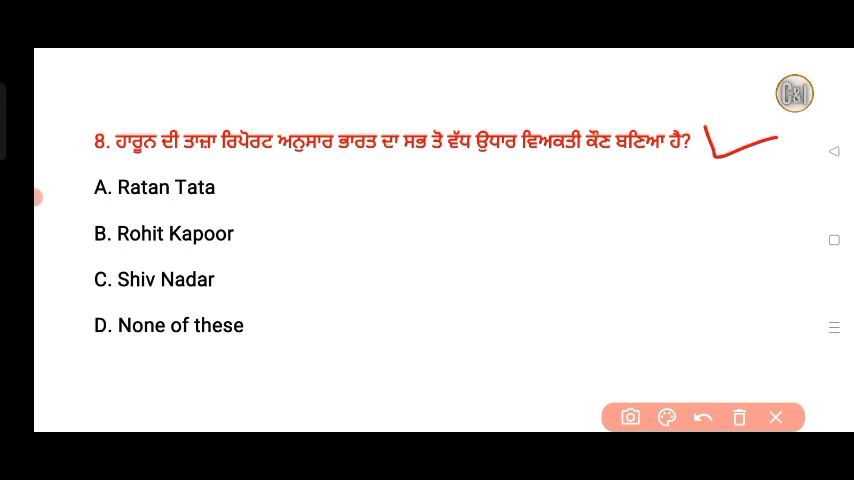 C&I
8. ਹਾਰੂਨ ਦੀ ਤਾਜ਼ਾ ਰਿਪੋਰਟ ਅਨੁਸਾਰ ਭਾਰਤ ਦਾ ਸਭ ਤੋ ਵੱਧ ਉਧਾਰ ਵਿਅਕਤੀ ਕੌਣ ਬਣਿਆ ਹੈ?
A. Ratan Tata
B. Rohit Kapoor
C. Shiv Nadar
D. None of these